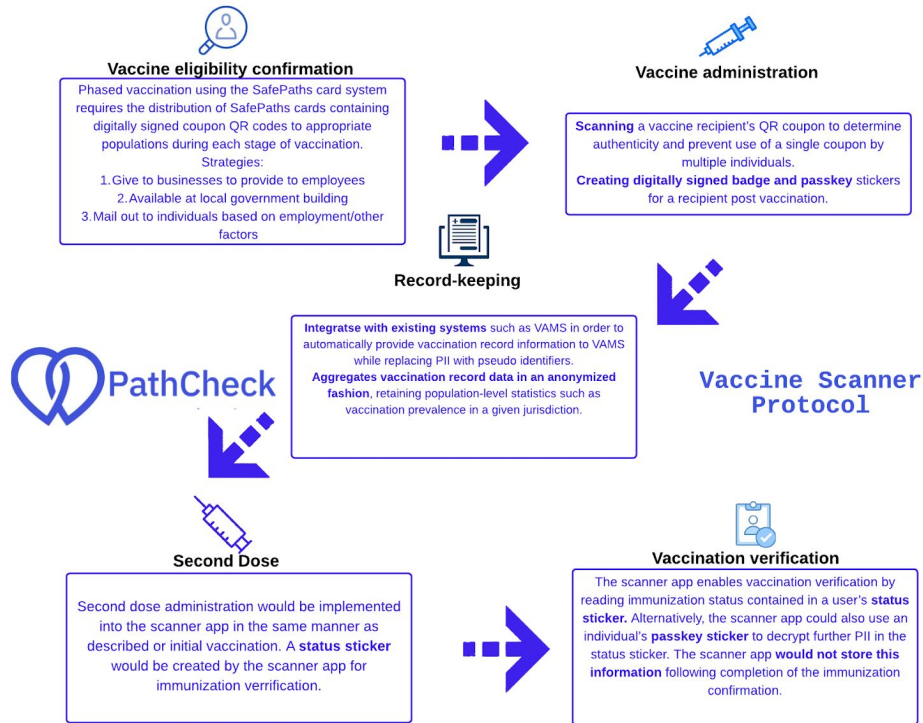 Vaccine eligibility confirmation
Phased vaccination using the SafePaths card system
requires the distribution of SafePaths cards containing
digitally signed coupon QR codes to appropriate
populations during each stage of vaccination.
Strategies:
1.Give to businesses to provide to employees
2.Available at local government building
3.Mail out to individuals based on employment/other
factors
Vaccine administration
Scanning a vaccine recipient's QR coupon to determine
authenticity and prevent use of a single coupon by
multiple individuals.
Creating digitally signed badge and passkey stickers
for a recipient post vaccination.
Record-keeping
Integratse with existing systems such as VAMS in order to
automatically provide vaccination record information to VAMS
while replacing PII with pseudo identifiers.
Aggregates vaccination record data in an anonymized
fashion, retaining population-level statistics such as
vaccination prevalence in a given jurisdiction.
PathCheck
Vaccine Scanner
Protocol
Second Dose
Second dose administration would be implemented
into the scanner app in the same manner as
described or initial vaccination. A status sticker
would be created by the scanner app for
immunization verrification.
Vaccination verification
The scanner app enables vaccination verification by
reading immunization status contained in a user's status
sticker. Alternatively, the scanner app could also use an
individual's passkey sticker to decrypt further PII in the
status sticker. The scanner app would not store this
information following completion of the immunization
confirmation.